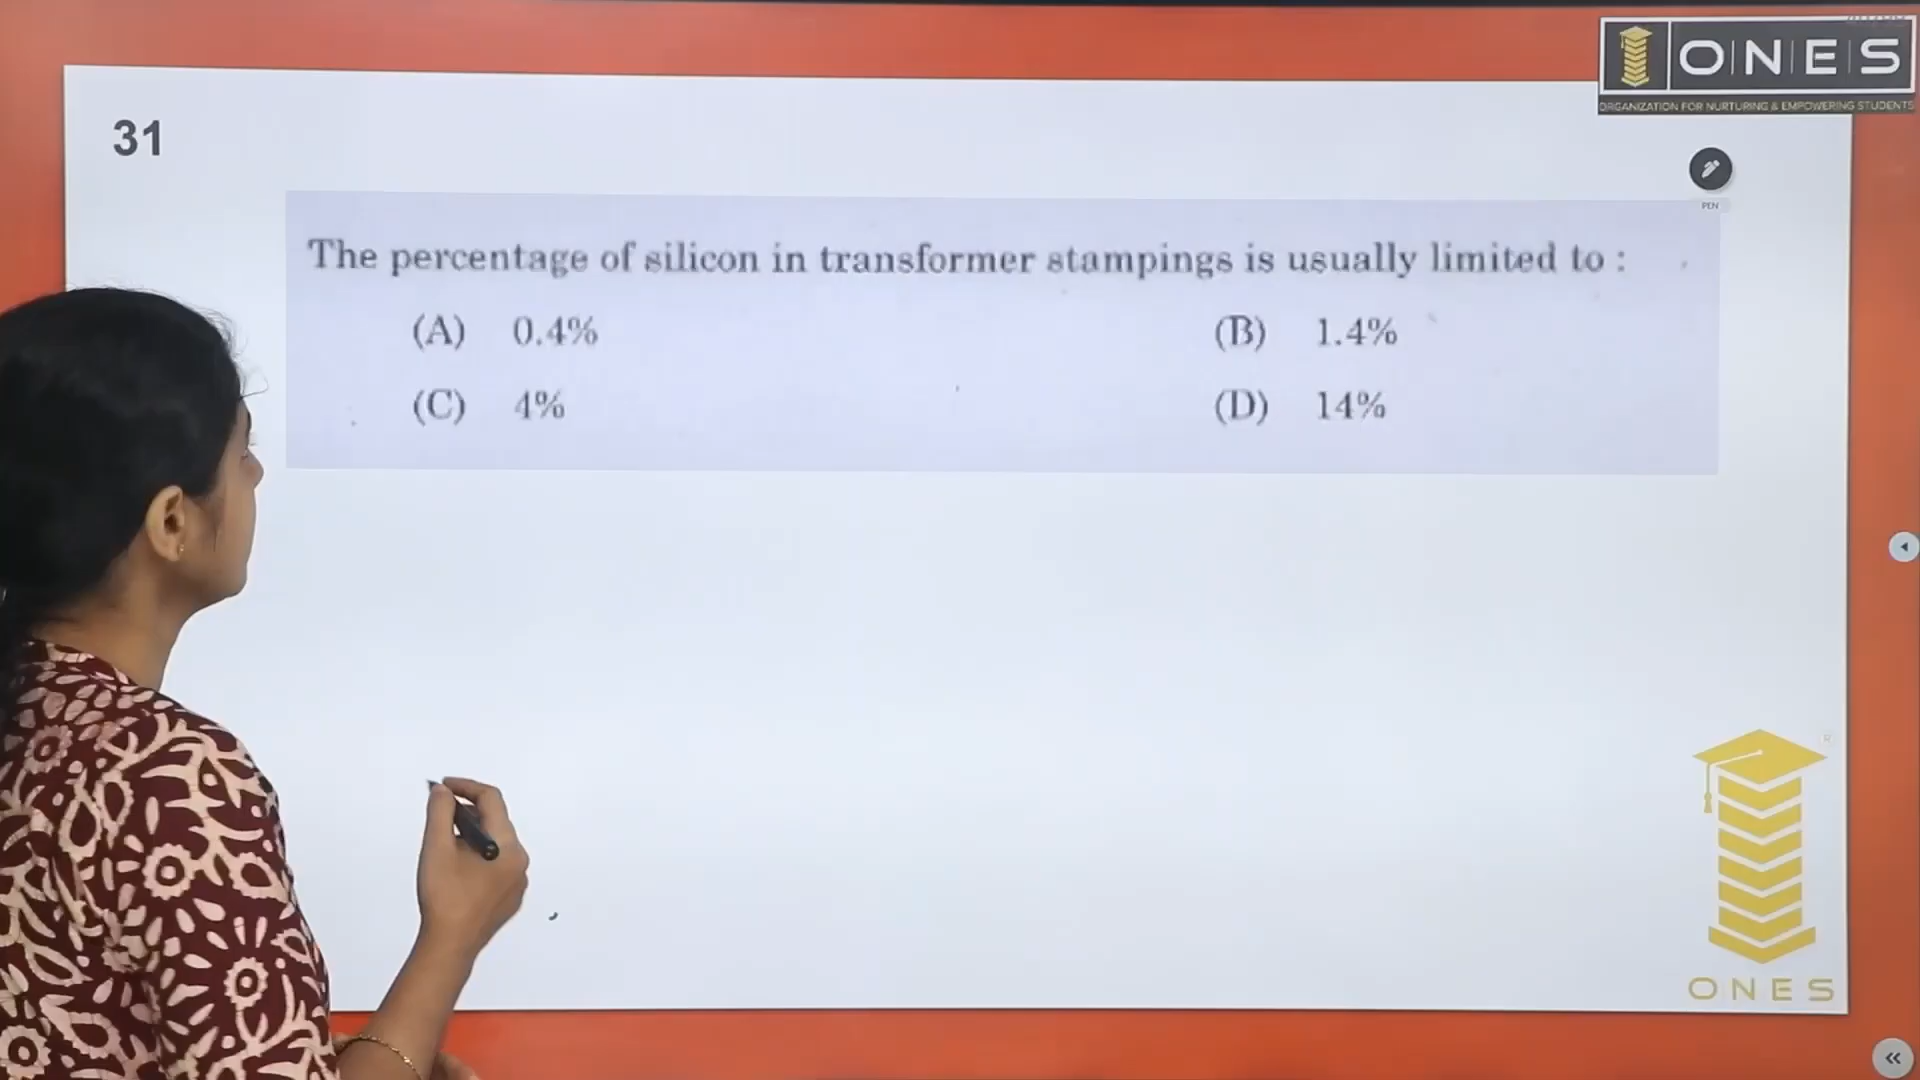 ONES
ORGANIZATION FOR NURTURING & EMPOWERING STUDENTS
31
PEN
The percentage of silicon in transformer stampings is usually limited to :
(A) 0.4% (B) 1.4%
(C) 4% (D) 14%
ONES